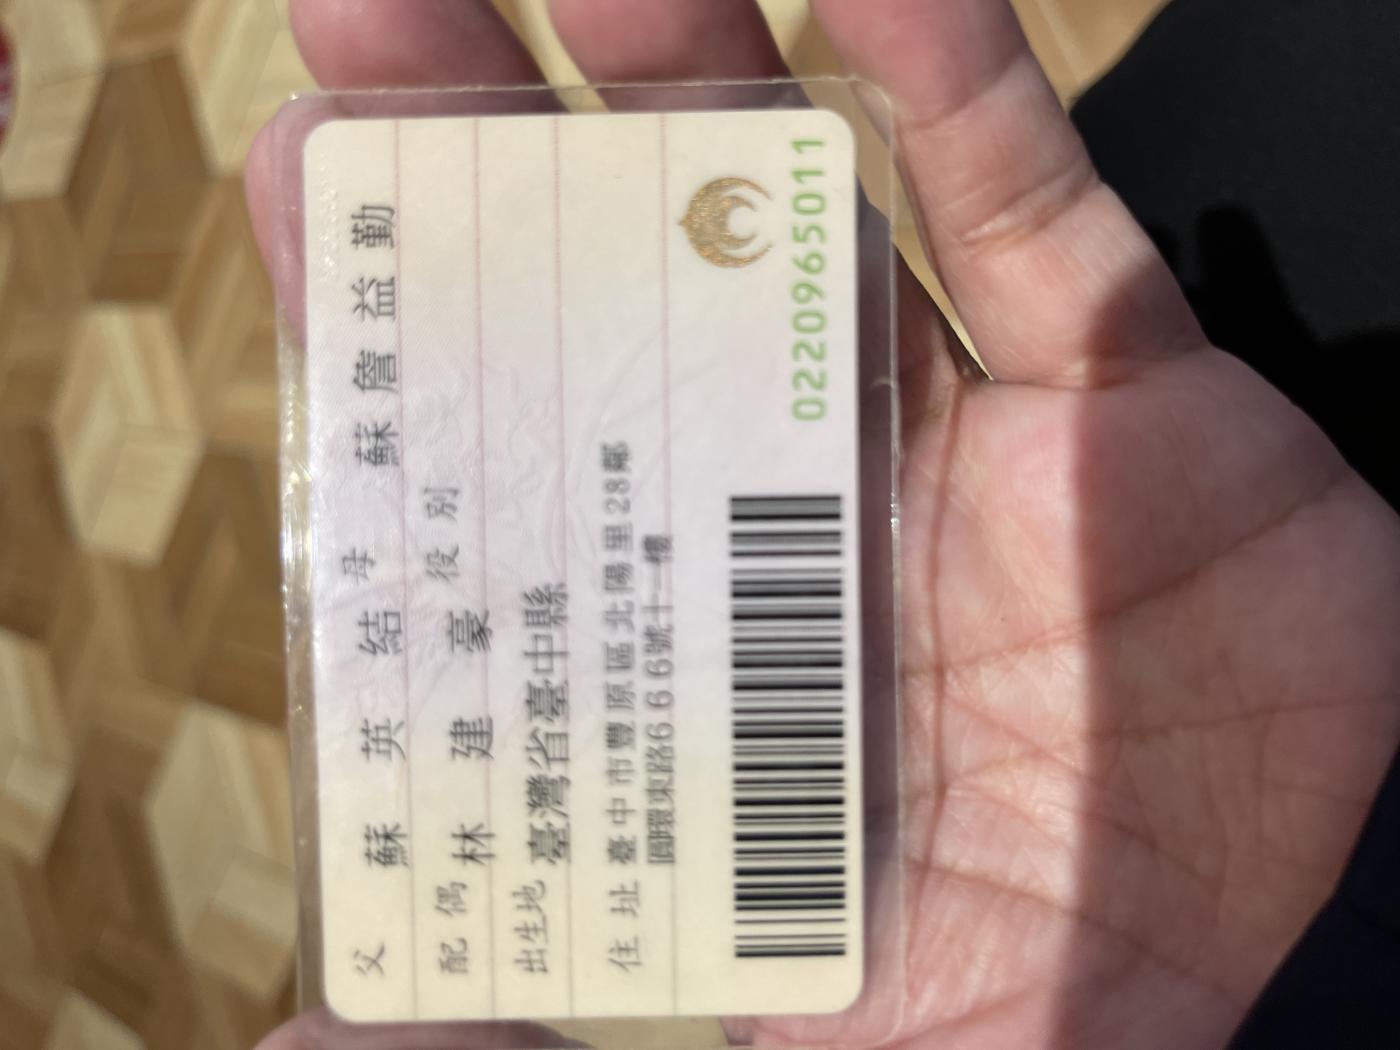 父 蘇英結 母 蘇詹益勤
配偶 林建豪 役別
出生地 臺灣省臺中縣
住址 臺中市豐原區北陽里28鄰
圓環東路666號十一樓
0220965011